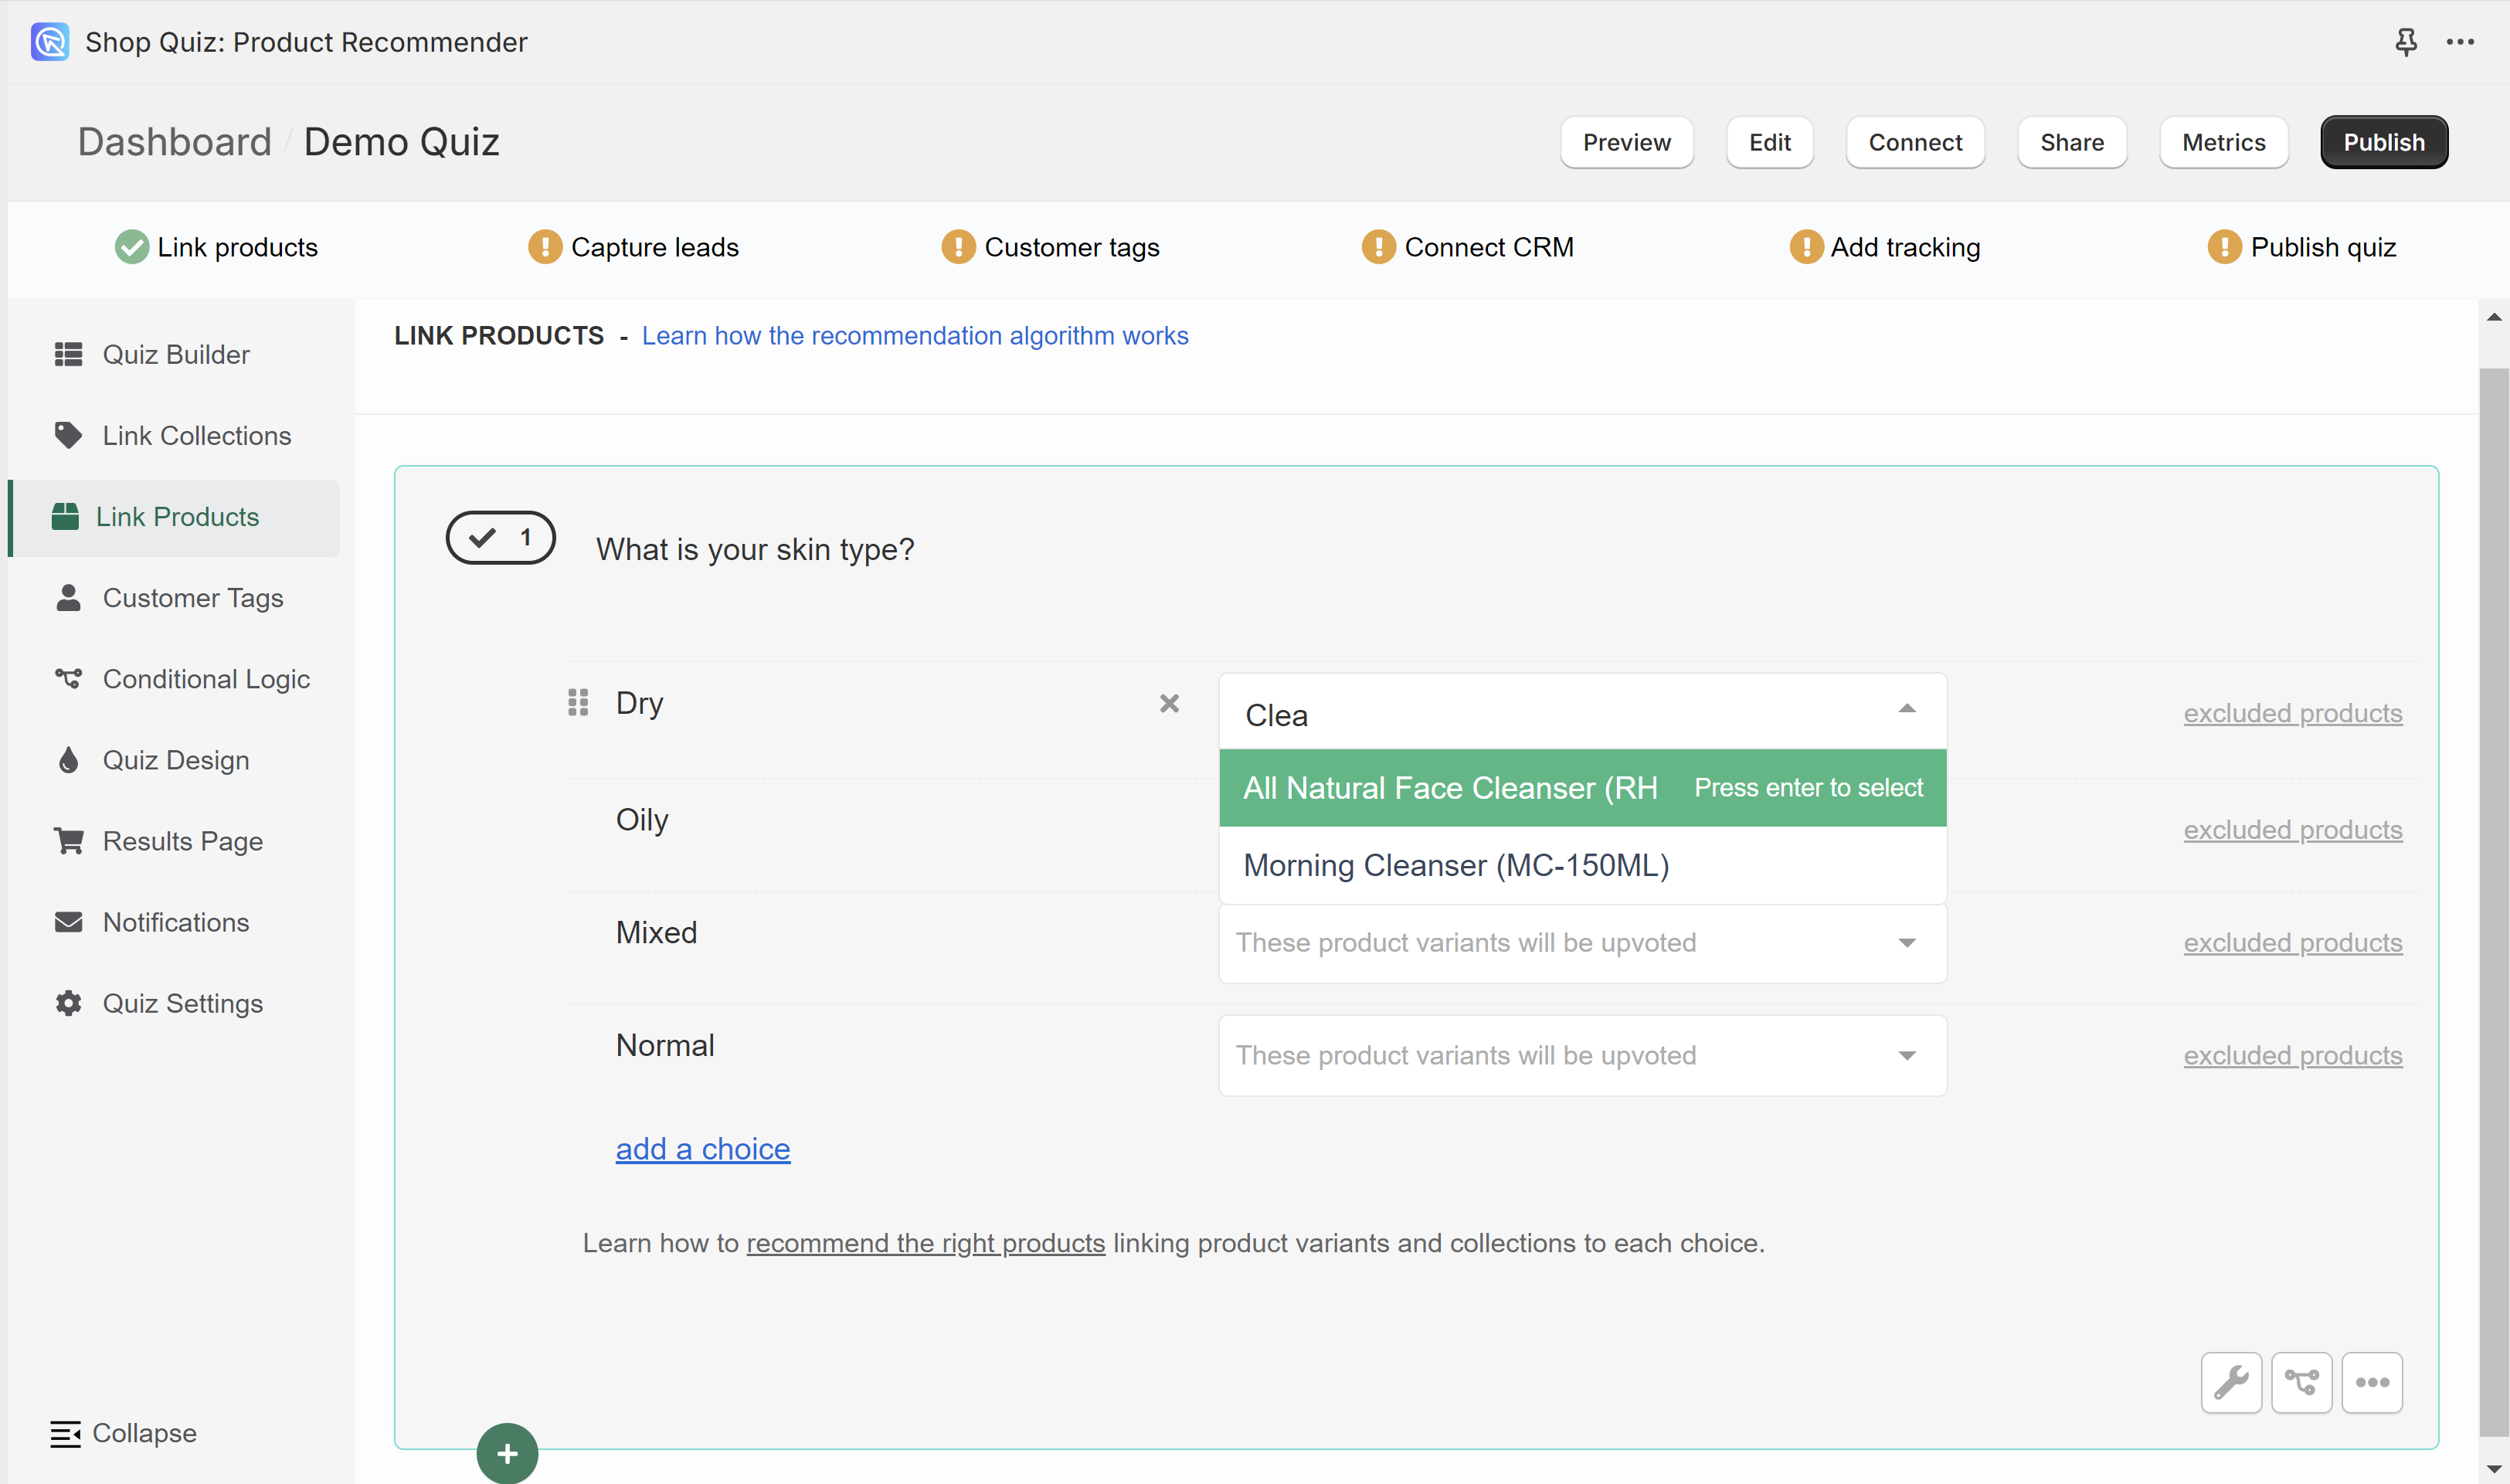 Shop Quiz: Product Recommender
Dashboard / Demo Quiz
Preview
Edit
Connect
Share
Metrics
Publish
Link products
Capture leads
Customer tags
Connect CRM
Add tracking
Publish quiz
Quiz Builder
Link Collections
Link Products
Customer Tags
Conditional Logic
Quiz Design
Results Page
Notifications
Quiz Settings
Collapse
LINK PRODUCTS - Learn how the recommendation algorithm works
1
What is your skin type?
Dry
Clea
excluded products
All Natural Face Cleanser (RH
Press enter to select
Oily
excluded products
Morning Cleanser (MC-150ML)
Mixed
These product variants will be upvoted
excluded products
Normal
These product variants will be upvoted
excluded products
add a choice
Learn how to recommend the right products linking product variants and collections to each choice.